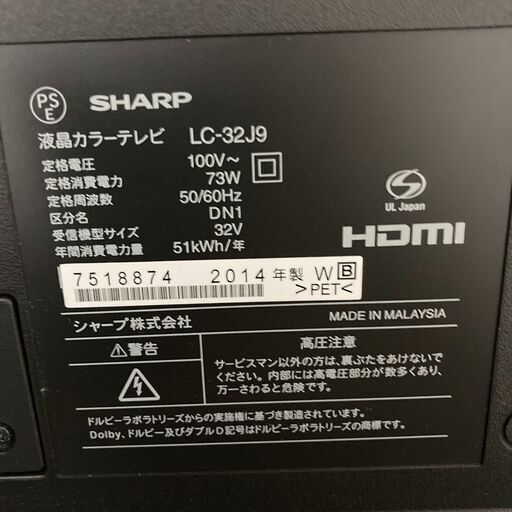 PSE SHARP
液晶カラーテレビ LC-32J9
定格電圧 100V～
定格消費電力 73W
定格周波数 50/60Hz
区分名 DN1
受信機型サイズ 32V
年間消費電力量 51kWh/年
UL Japan
HDMI
7518874 2014年製 W B
>PET<
シャープ株式会社 MADE IN MALAYSIA
⚠警告
高圧注意
サービスマン以外の方は、裏ぶたをあけないで
ください。内部には高電圧部分が数多くあり、
万一さわると危険です。
ドルビーラボラトリーズからの実施権に基づき製造されています。
Dolby、ドルビー及びダブルD記号はドルビーラボラトリーズの商標です。